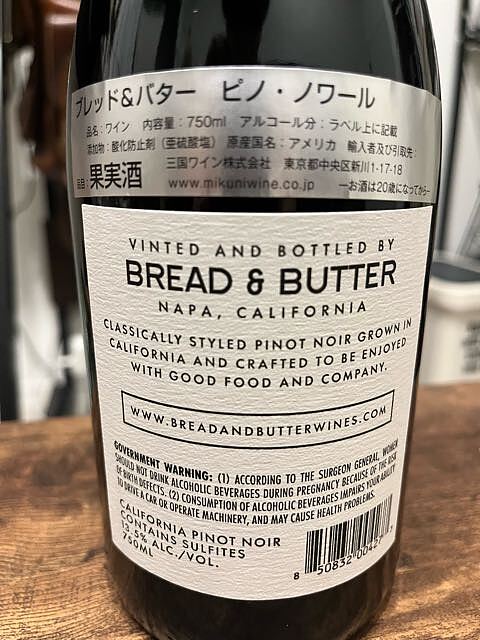 ブレッド＆バター　ピノ・ノワール
品名：ワイン　内容量：750ml　アルコール分：ラベル上に記載
添加物：酸化防止剤（亜硫酸塩）原産国名：アメリカ　輸入者及び引取先：
果実酒　三国ワイン株式会社　東京都中央区新川1-17-18
www.mikuniwine.co.jp　ーお酒は20歳になってからー
VINTED AND BOTTLED BY
BREAD & BUTTER
NAPA, CALIFORNIA
CLASSICALLY STYLED PINOT NOIR GROWN IN
CALIFORNIA AND CRAFTED TO BE ENJOYED
WITH GOOD FOOD AND COMPANY.
WWW.BREADANDBUTTERWINES.COM
GOVERNMENT WARNING: (1) ACCORDING TO THE SURGEON GENERAL, WOMEN
SHOULD NOT DRINK ALCOHOLIC BEVERAGES DURING PREGNANCY BECAUSE OF THE RISK
OF BIRTH DEFECTS. (2) CONSUMPTION OF ALCOHOLIC BEVERAGES IMPAIRS YOUR ABILITY
TO DRIVE A CAR OR OPERATE MACHINERY, AND MAY CAUSE HEALTH PROBLEMS.
CALIFORNIA PINOT NOIR
CONTAINS SULFITES
13.5% ALC./VOL.
750ML